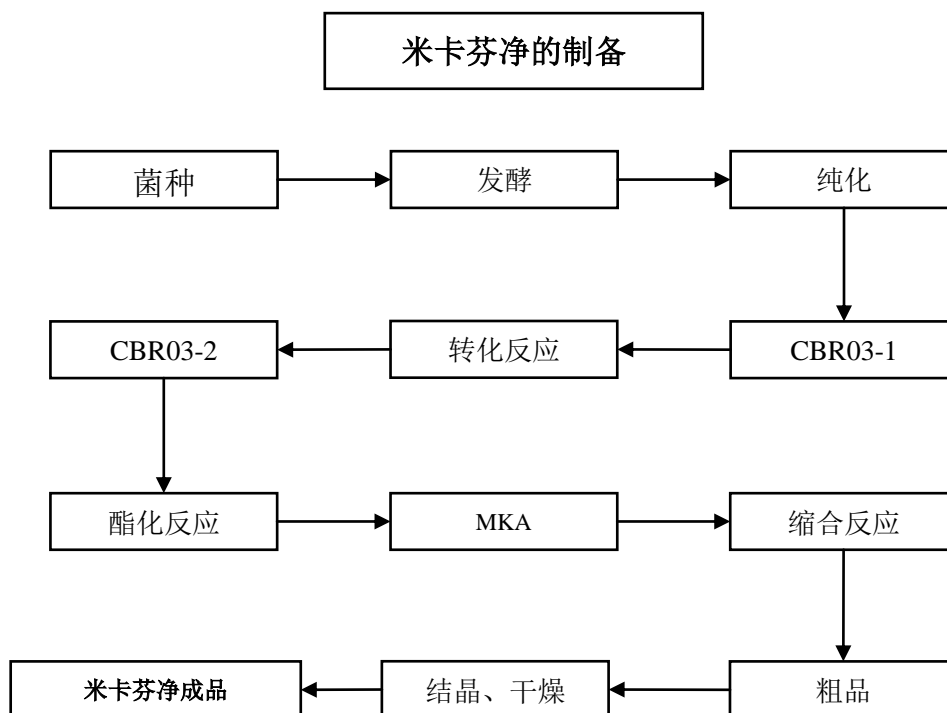 米卡芬净的制备
菌种
发酵
纯化
CBR03-2
转化反应
CBR03-1
酯化反应
MKA
缩合反应
米卡芬净成品
结晶、干燥
粗品